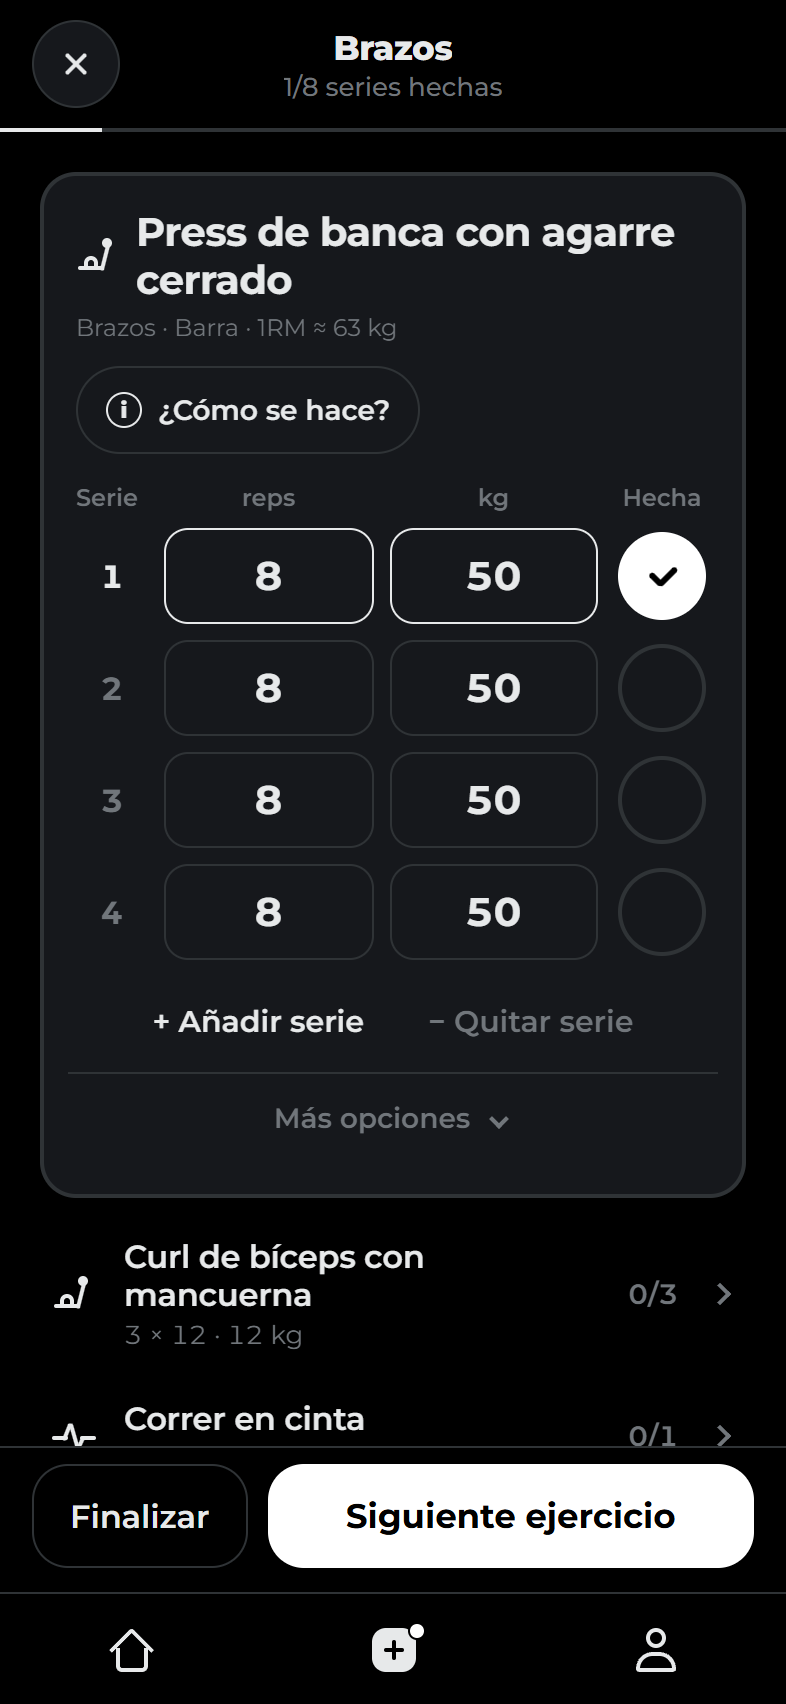 Brazos
1/8 series hechas
Press de banca con agarre
cerrado
Brazos · Barra · 1RM ≈ 63 kg
¿Cómo se hace?
Serie reps kg Hecha
1 8 50
2 8 50
3 8 50
4 8 50
+ Añadir serie − Quitar serie
Más opciones
Curl de bíceps con
mancuerna
0/3
3 × 12 · 12 kg
Correr en cinta
0/1
Finalizar Siguiente ejercicio